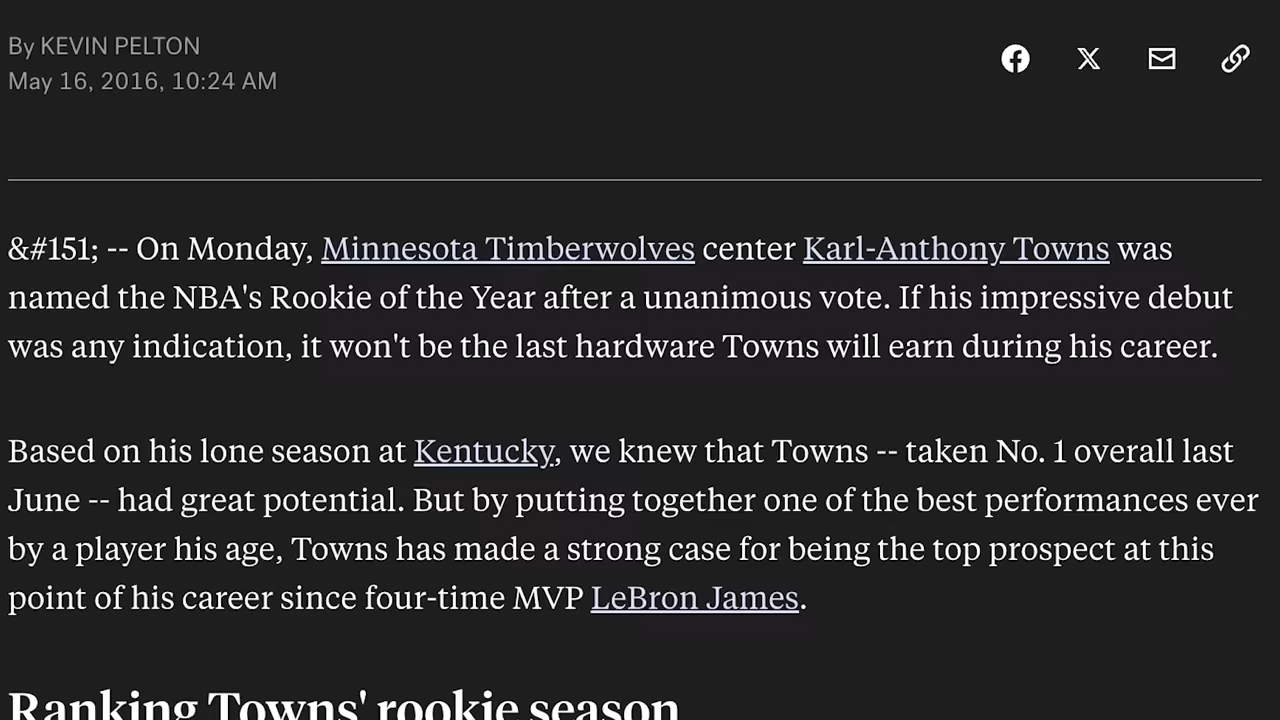 By KEVIN PELTON
May 16, 2016, 10:24 AM
&#151; -- On Monday, Minnesota Timberwolves center Karl-Anthony Towns was
named the NBA's Rookie of the Year after a unanimous vote. If his impressive debut
was any indication, it won't be the last hardware Towns will earn during his career.
Based on his lone season at Kentucky, we knew that Towns -- taken No. 1 overall last
June -- had great potential. But by putting together one of the best performances ever
by a player his age, Towns has made a strong case for being the top prospect at this
point of his career since four-time MVP LeBron James.
Ranking Towns' rookie season